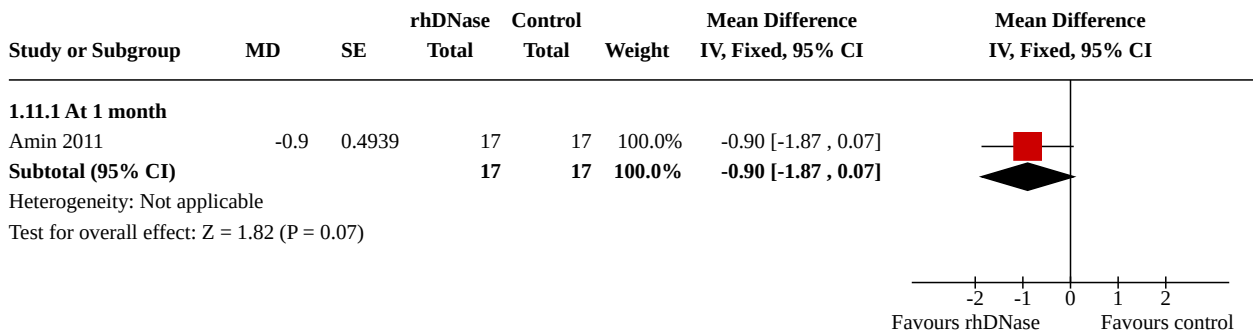 rhDNase Control Mean Difference Mean Difference
Study or Subgroup MD SE Total Total Weight IV, Fixed, 95% CI IV, Fixed, 95% CI
1.11.1 At 1 month
Amin 2011 -0.9 0.4939 17 17 100.0% -0.90 [-1.87 , 0.07]
Subtotal (95% CI) 17 17 100.0% -0.90 [-1.87 , 0.07]
Heterogeneity: Not applicable
Test for overall effect: Z = 1.82 (P = 0.07)
-2 -1 0 1 2
Favours rhDNase Favours control